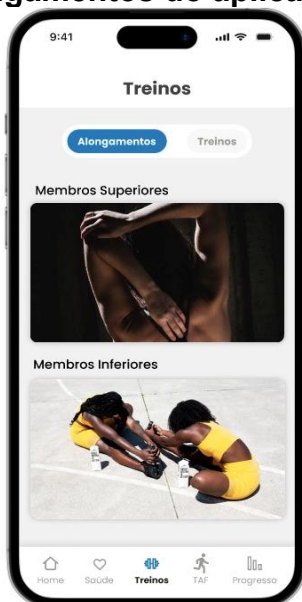 9:41
Treinos
Alongamentos Treinos
Membros Superiores
Membros Inferiores
Home Saúde Treinos TAF Progresso